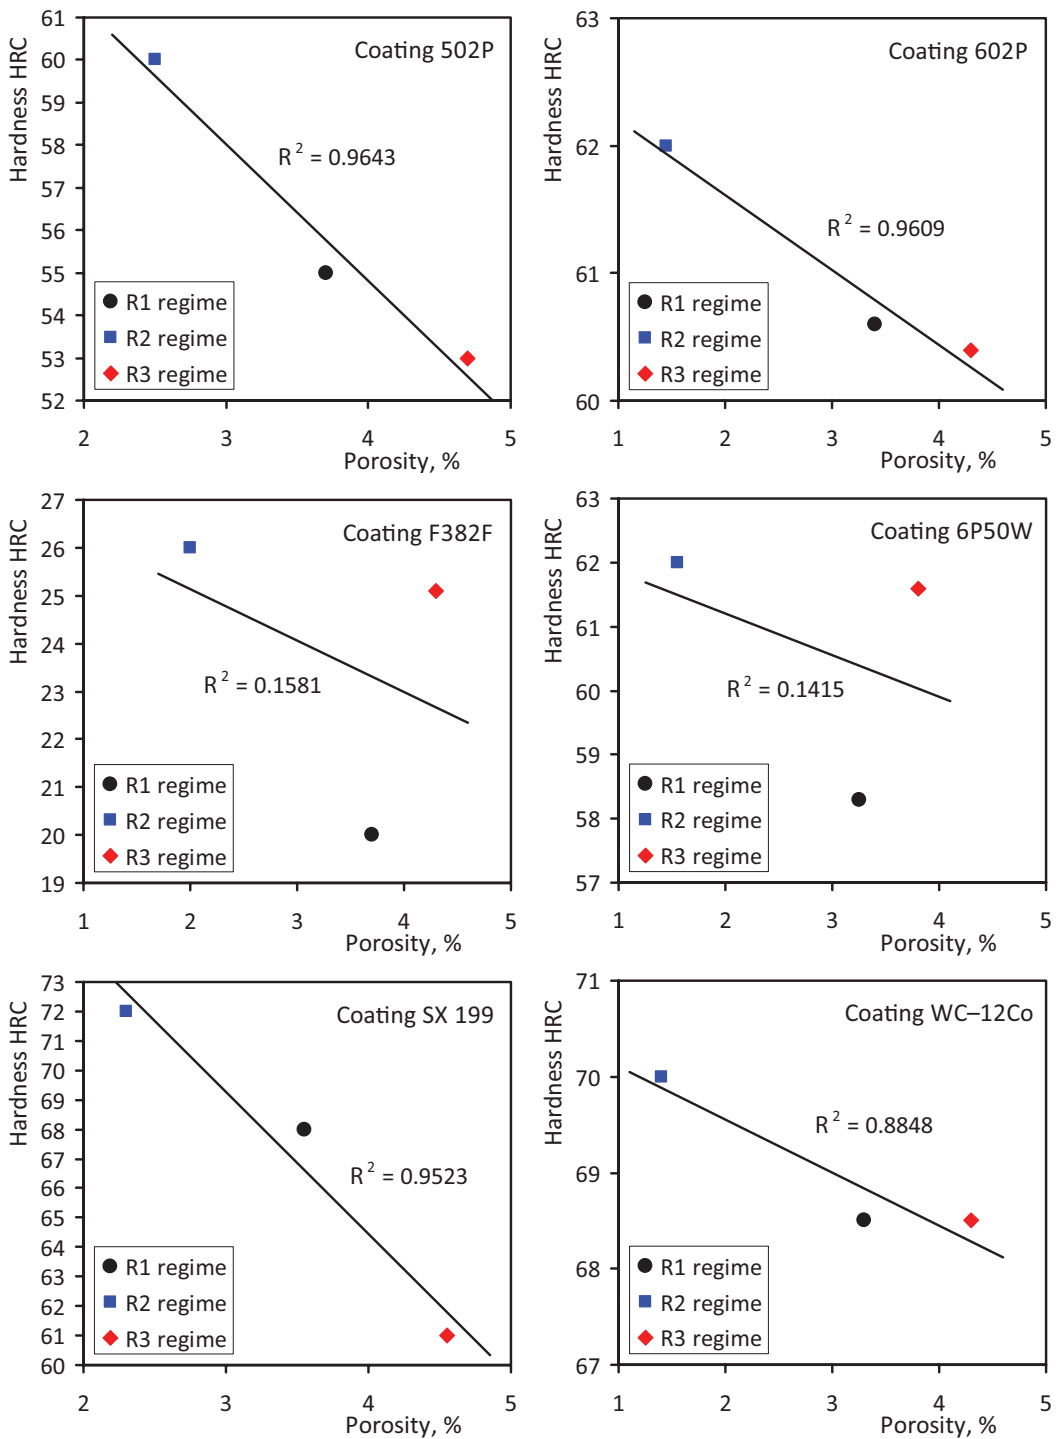 Coating 502P
Hardness HRC
61
60
59
58
57
56
55
54
53
52
R² = 0.9643
R1 regime
R2 regime
R3 regime
2 3 4 5
Porosity, %
Coating 602P
Hardness HRC
63
62
61
60
R² = 0.9609
R1 regime
R2 regime
R3 regime
1 2 3 4 5
Porosity, %
Coating F382F
Hardness HRC
27
26
25
24
23
22
21
20
19
R² = 0.1581
R1 regime
R2 regime
R3 regime
1 2 3 4 5
Porosity, %
Coating 6P50W
Hardness HRC
63
62
61
60
59
58
57
R² = 0.1415
R1 regime
R2 regime
R3 regime
1 2 3 4 5
Porosity, %
Coating SX 199
Hardness HRC
73
72
71
70
69
68
67
66
65
64
63
62
61
60
R² = 0.9523
R1 regime
R2 regime
R3 regime
2 3 4 5
Porosity, %
Coating WC–12Co
Hardness HRC
71
70
69
68
67
R² = 0.8848
R1 regime
R2 regime
R3 regime
1 2 3 4 5
Porosity, %